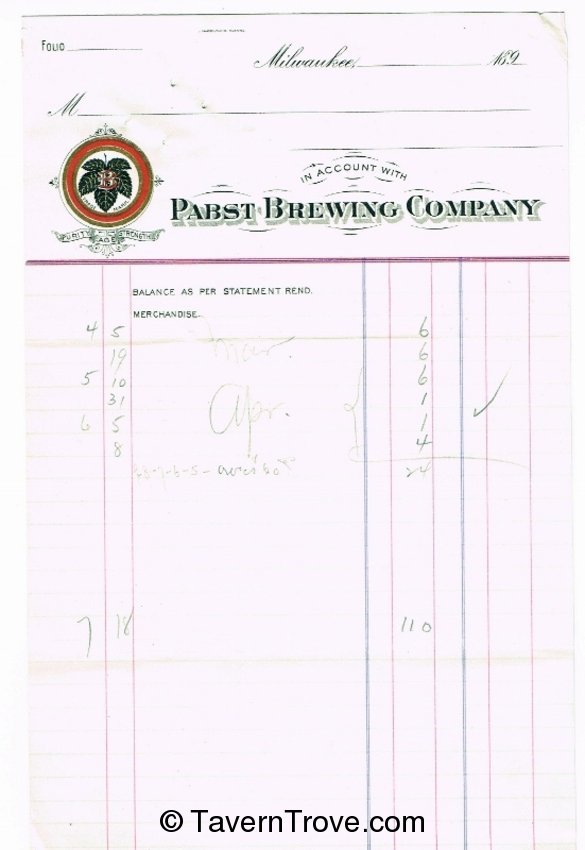 Folio
Milwaukee, 189
M
IN ACCOUNT WITH
PABST BREWING COMPANY
B
TRADE MARK
PURITY AGE STRENGTH
BALANCE AS PER STATEMENT REND.
MERCHANDISE.
4 5 6
19 6
5 10 6
31 Apr. 1
6 5 1
8 4
24
7 18 110
© TavernTrove.com